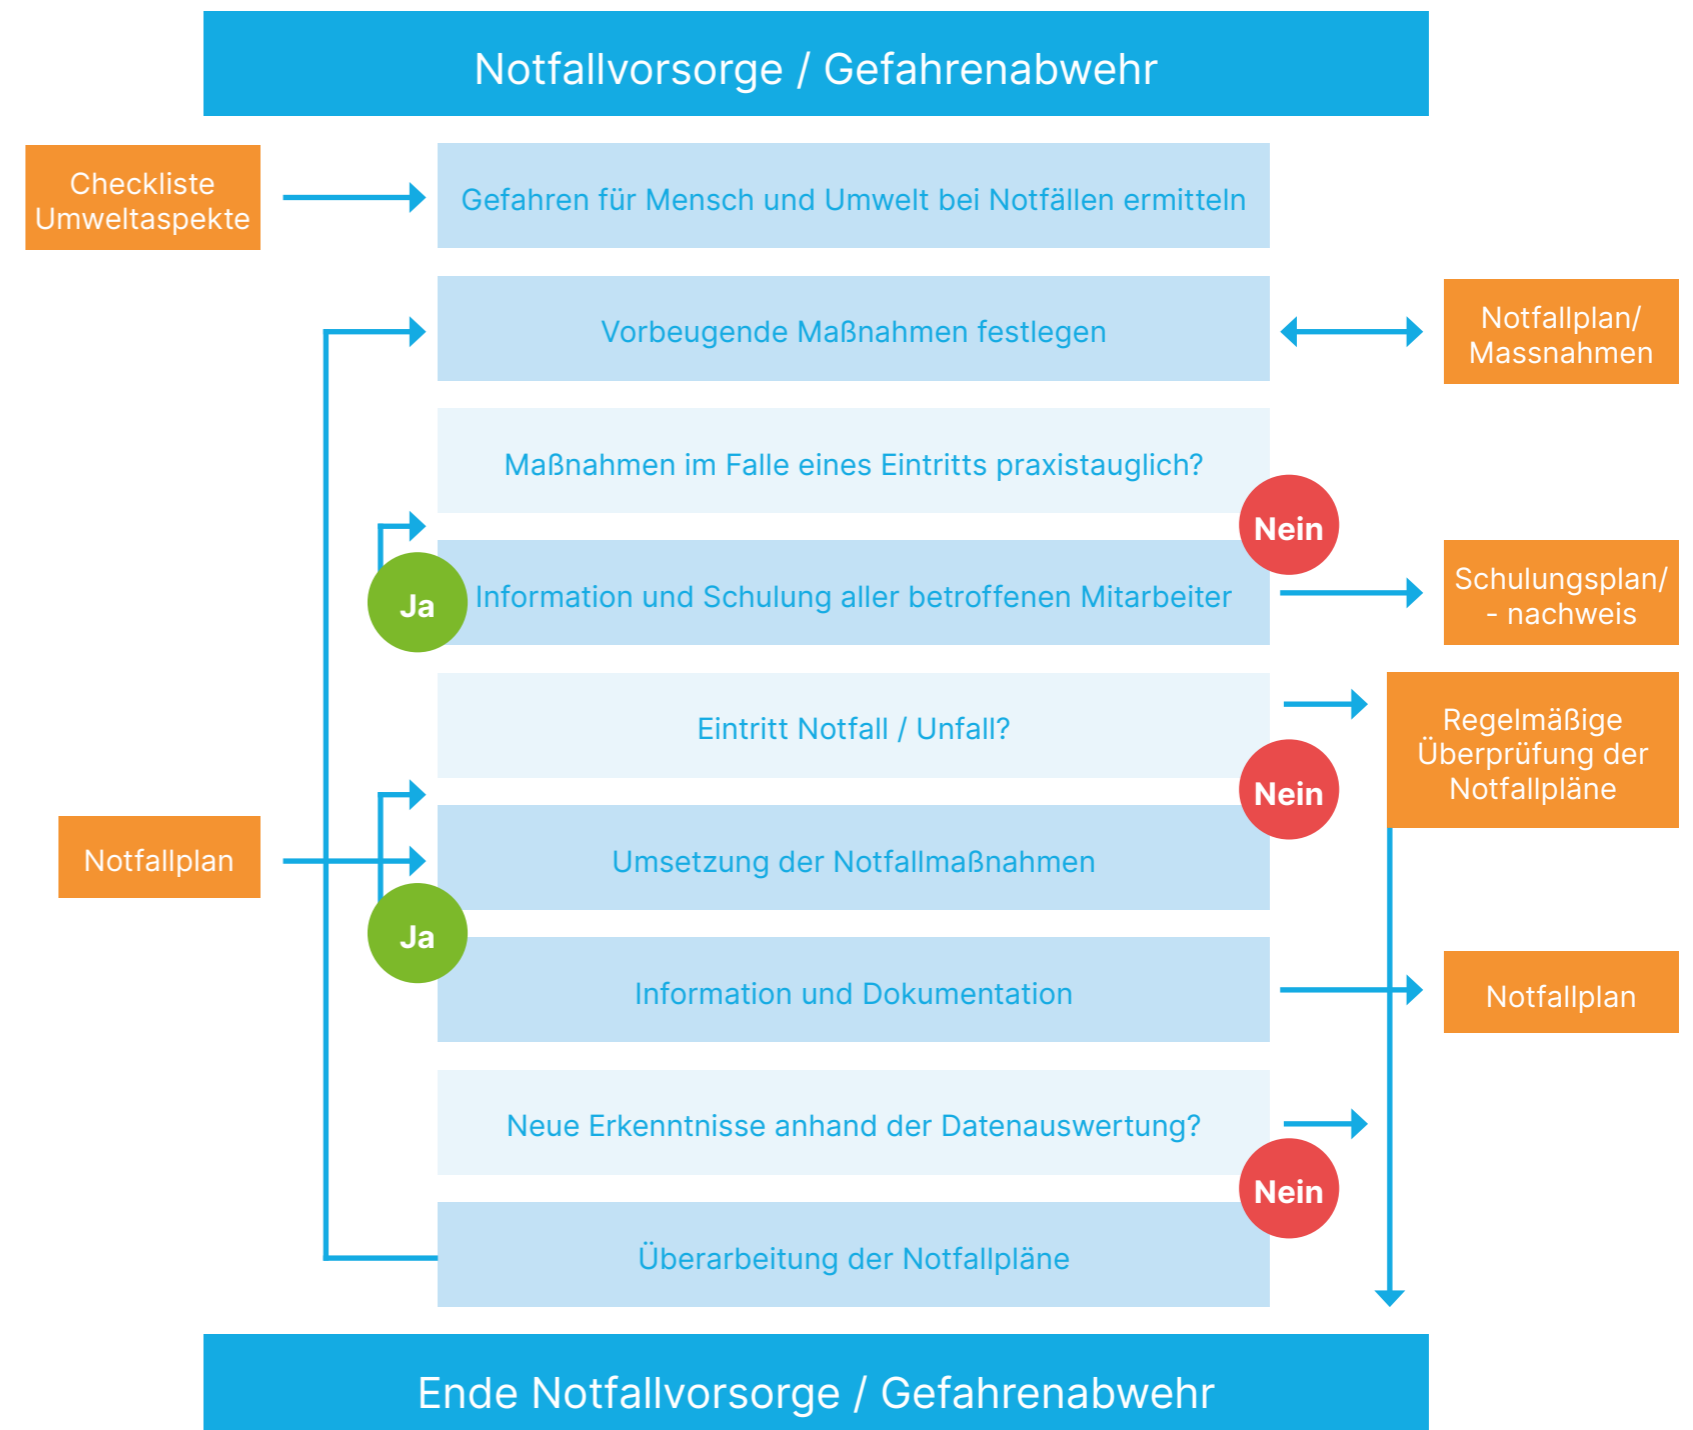 Notfallvorsorge / Gefahrenabwehr
Checkliste
Umweltaspekte
Gefahren für Mensch und Umwelt bei Notfällen ermitteln
Vorbeugende Maßnahmen festlegen
Notfallplan/
Massnahmen
Maßnahmen im Falle eines Eintritts praxistauglich?
Nein
Ja
Information und Schulung aller betroffenen Mitarbeiter
Schulungsplan/
- nachweis
Eintritt Notfall / Unfall?
Regelmäßige
Überprüfung der
Notfallpläne
Nein
Notfallplan
Umsetzung der Notfallmaßnahmen
Ja
Information und Dokumentation
Notfallplan
Neue Erkenntnisse anhand der Datenauswertung?
Nein
Überarbeitung der Notfallpläne
Ende Notfallvorsorge / Gefahrenabwehr